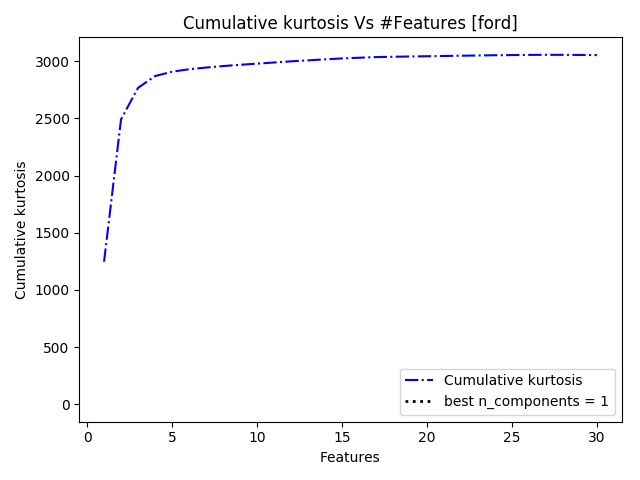 Cumulative kurtosis Vs #Features [ford]
Cumulative kurtosis
3000
2500
2000
1500
1000
500
0
Cumulative kurtosis
best n_components = 1
0 5 10 15 20 25 30
Features